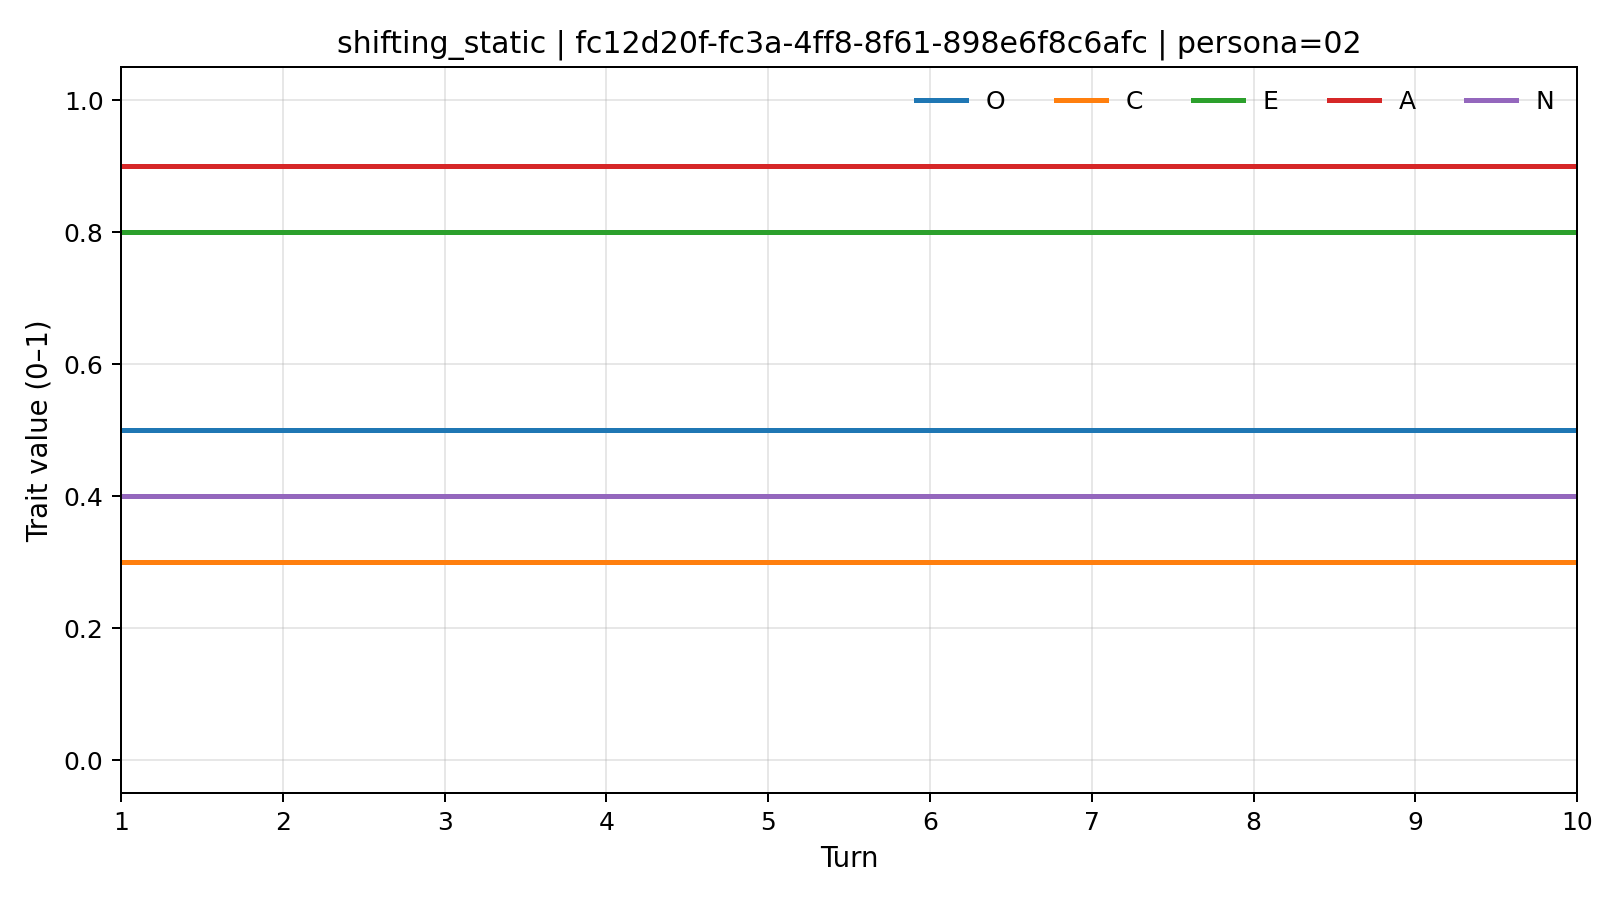 shifting_static | fc12d20f-fc3a-4ff8-8f61-898e6f8c6afc | persona=02
O C E A N
1.0
0.8
0.6
0.4
0.2
0.0
Trait value (0–1)
1 2 3 4 5 6 7 8 9 10
Turn